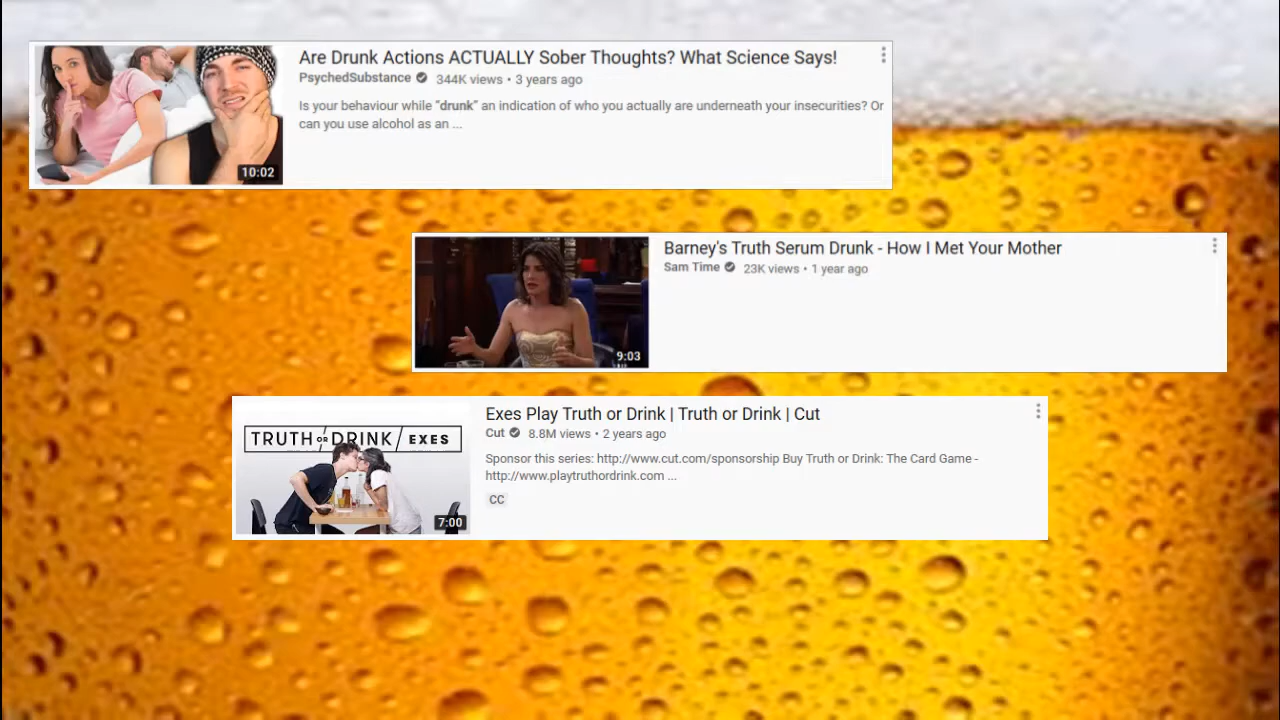 Are Drunk Actions ACTUALLY Sober Thoughts? What Science Says!
PsychedSubstance 344K views • 3 years ago
Is your behaviour while "drunk" an indication of who you actually are underneath your insecurities? Or
can you use alcohol as an ...
10:02
Barney's Truth Serum Drunk - How I Met Your Mother
Sam Time 23K views • 1 year ago
9:03
Exes Play Truth or Drink | Truth or Drink | Cut
TRUTH OR DRINK / EXES
Cut 8.8M views • 2 years ago
Sponsor this series: http://www.cut.com/sponsorship Buy Truth or Drink: The Card Game -
http://www.playtruthordrink.com ...
CC
7:00